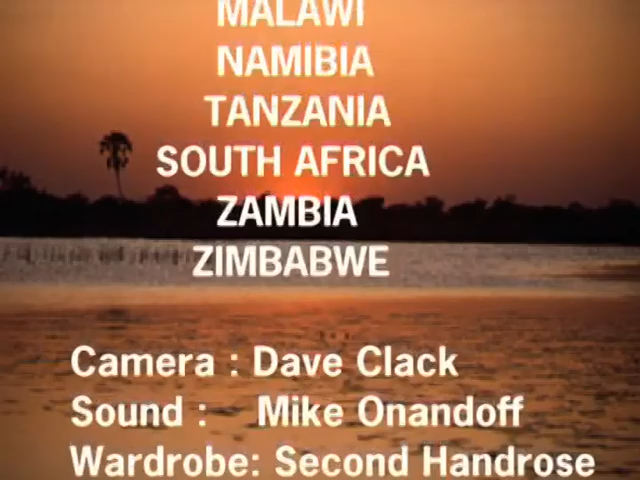 MALAWI
NAMIBIA
TANZANIA
SOUTH AFRICA
ZAMBIA
ZIMBABWE
Camera : Dave Clack
Sound : Mike Onandoff
Wardrobe: Second Handrose